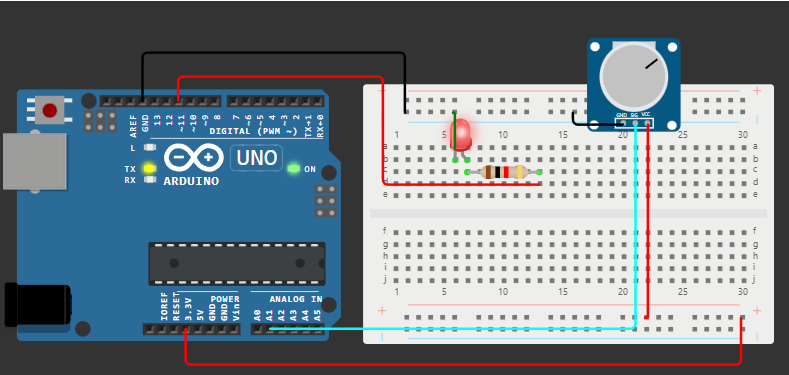 AREF
GND
13
12
~11
~10
~9
8
7
~6
~5
4
~3
2
TX→1
RX←0
DIGITAL (PWM ~)
L
TX
RX
UNO
ARDUINO
ON
IOREF
RESET
3.3V
5V
GND
GND
Vin
POWER
ANALOG IN
A0
A1
A2
A3
A4
A5
GND SIG VCC
+ +
- -
1 5 10 15 20 25 30
a a
b b
c c
d d
e e
f f
g g
h h
i i
j j
1 5 10 15 20 25 30
+ +
- -